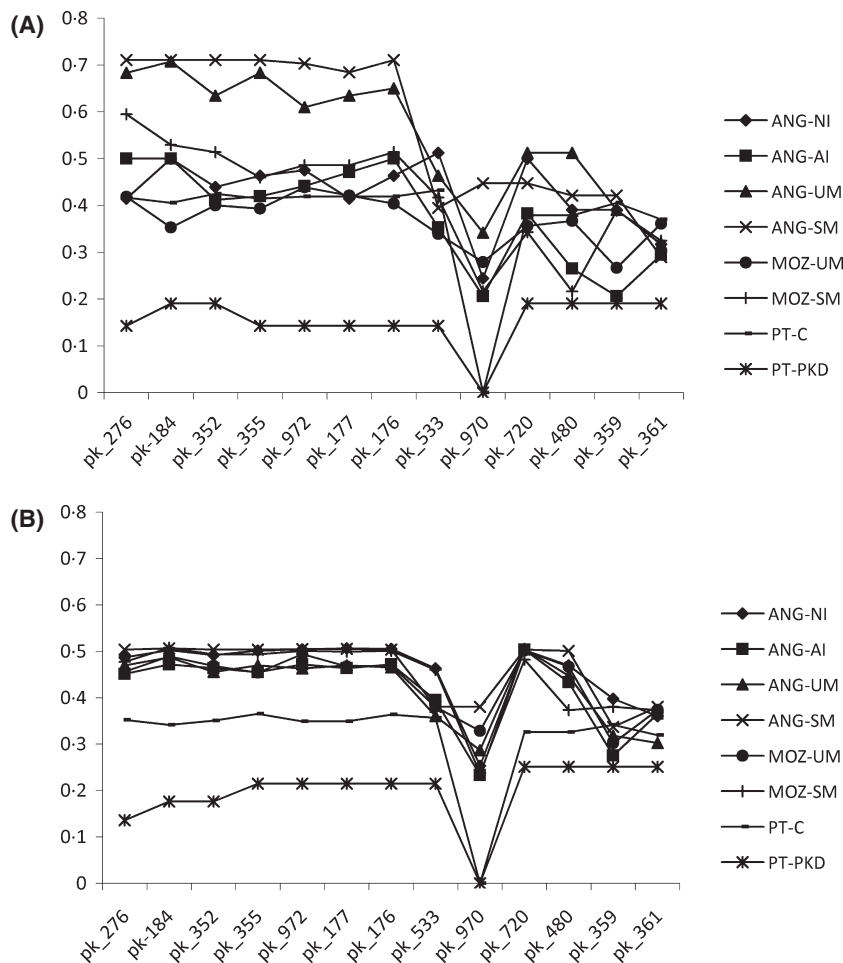 (A)
0·8
0·7
0·6
0·5
0·4
0·3
0·2
0·1
0
pk_276
pk-184
pk_352
pk_355
pk_972
pk_177
pk_176
pk_533
pk_970
pk_720
pk_480
pk_359
pk_361
ANG-NI
ANG-AI
ANG-UM
ANG-SM
MOZ-UM
MOZ-SM
PT-C
PT-PKD
(B)
0·8
0·7
0·6
0·5
0·4
0·3
0·2
0·1
0
pk_276
pk-184
pk_352
pk_355
pk_972
pk_177
pk_176
pk_533
pk_970
pk_720
pk_480
pk_359
pk_361
ANG-NI
ANG-AI
ANG-UM
ANG-SM
MOZ-UM
MOZ-SM
PT-C
PT-PKD